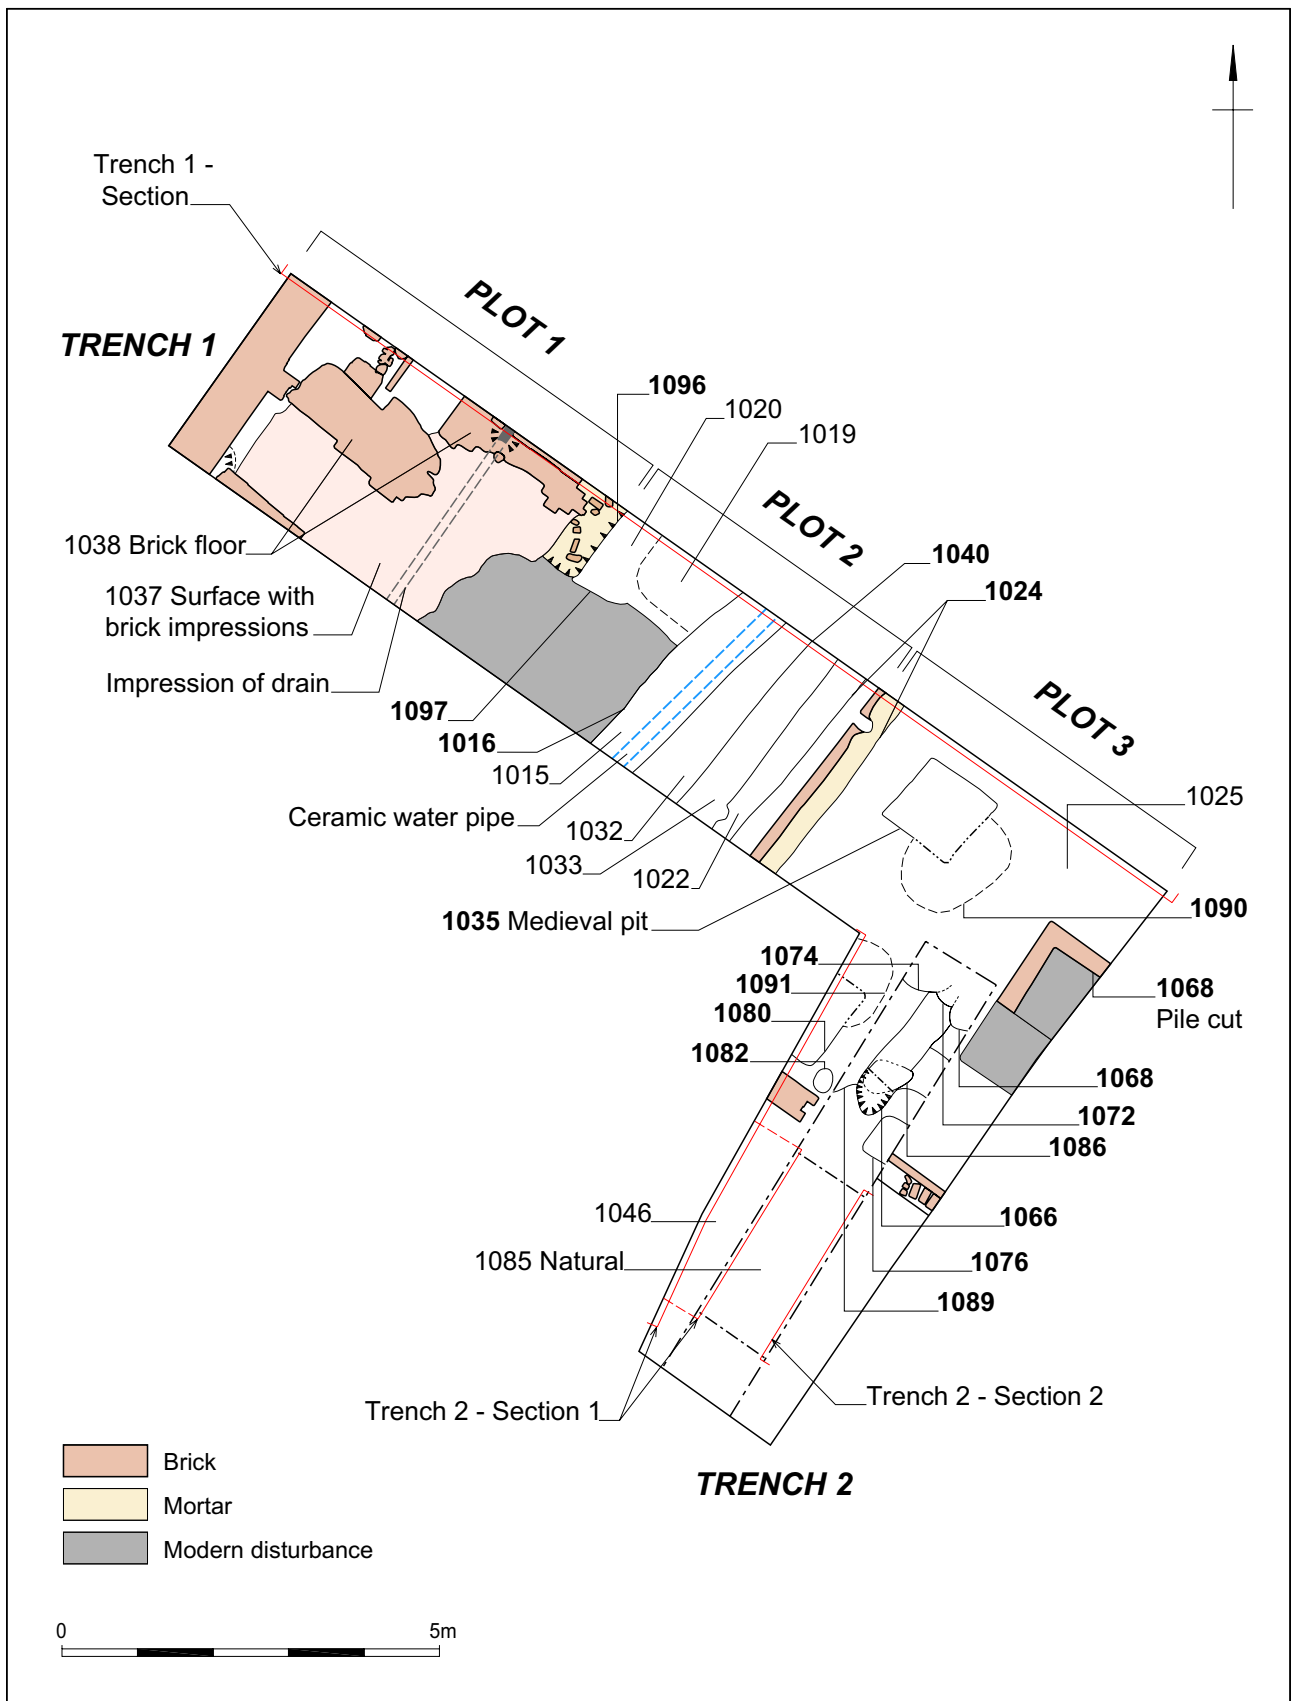 Trench 1 -
Section
TRENCH 1
PLOT 1
1096
1020
1019
PLOT 2
1040
1024
PLOT 3
1038 Brick floor
1037 Surface with
brick impressions
Impression of drain
1097
1016
1015
Ceramic water pipe
1032
1033
1022
1035 Medieval pit
1025
1090
1074
1091
1080
1082
1068
Pile cut
1068
1072
1086
1046
1085 Natural
1066
1076
1089
Trench 2 - Section 1
Trench 2 - Section 2
TRENCH 2
Brick
Mortar
Modern disturbance
0 5m